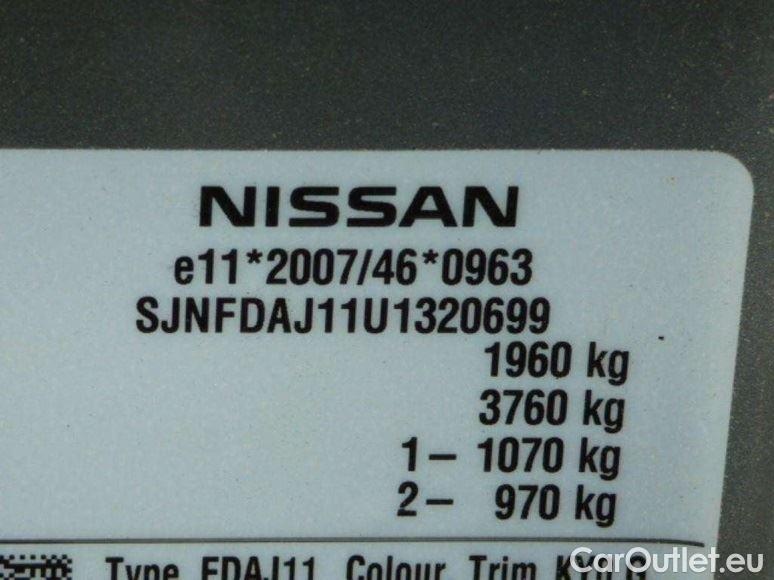 NISSAN
e11*2007/46*0963
SJNFDAJ11U1320699
1960 kg
3760 kg
1– 1070 kg
2– 970 kg
Type FDAJ11 Colour, Trim
CarOutlet.eu